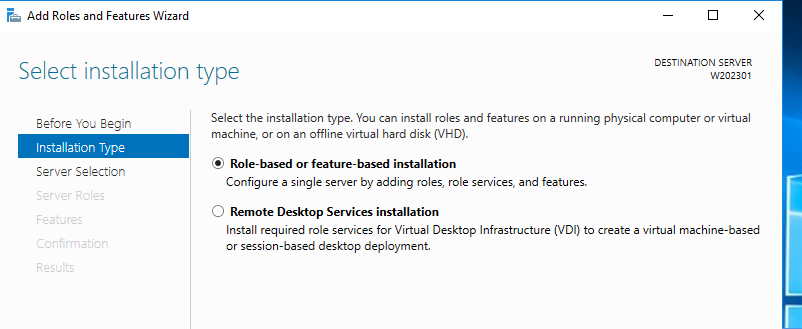 Add Roles and Features Wizard
Select installation type
DESTINATION SERVER
W202301
Before You Begin
Installation Type
Server Selection
Server Roles
Features
Confirmation
Results
Select the installation type. You can install roles and features on a running physical computer or virtual
machine, or on an offline virtual hard disk (VHD).
Role-based or feature-based installation
Configure a single server by adding roles, role services, and features.
Remote Desktop Services installation
Install required role services for Virtual Desktop Infrastructure (VDI) to create a virtual machine-based
or session-based desktop deployment.